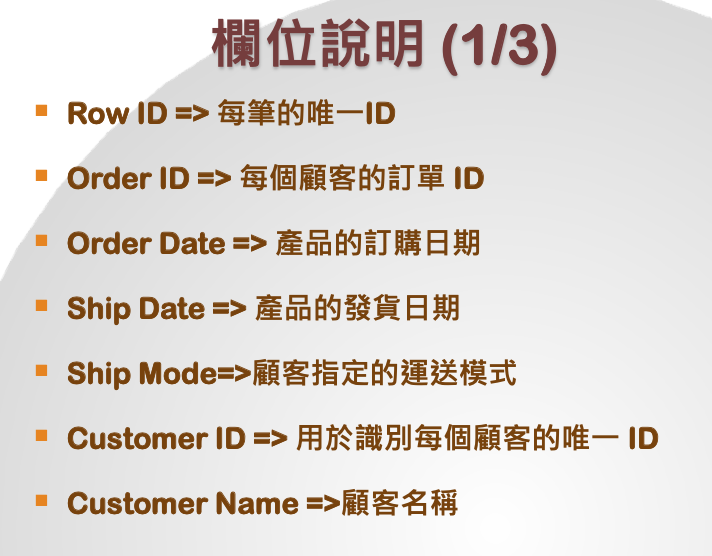 欄位說明 (1/3)
Row ID => 每筆的唯一ID
Order ID => 每個顧客的訂單 ID
Order Date => 產品的訂購日期
Ship Date => 產品的發貨日期
Ship Mode=>顧客指定的運送模式
Customer ID => 用於識別每個顧客的唯一 ID
Customer Name =>顧客名稱